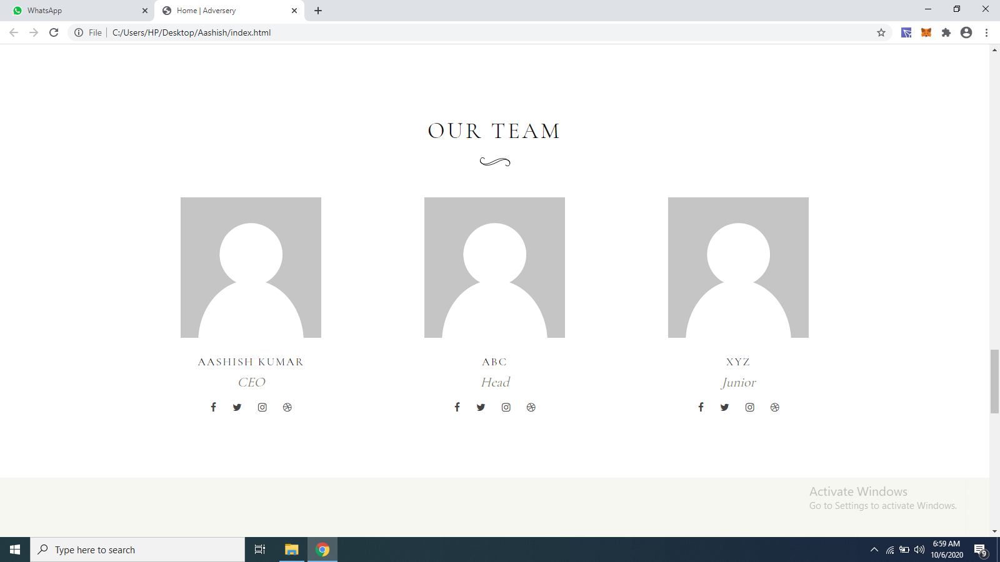 WhatsApp
Home | Adversery
File
C:/Users/HP/Desktop/Aashish/index.html
OUR TEAM
AASHISH KUMAR
ABC
XYZ
CEO
Head
Junior
Activate Windows
Go to Settings to activate Windows.
Type here to search
6:59 AM
10/6/2020
9